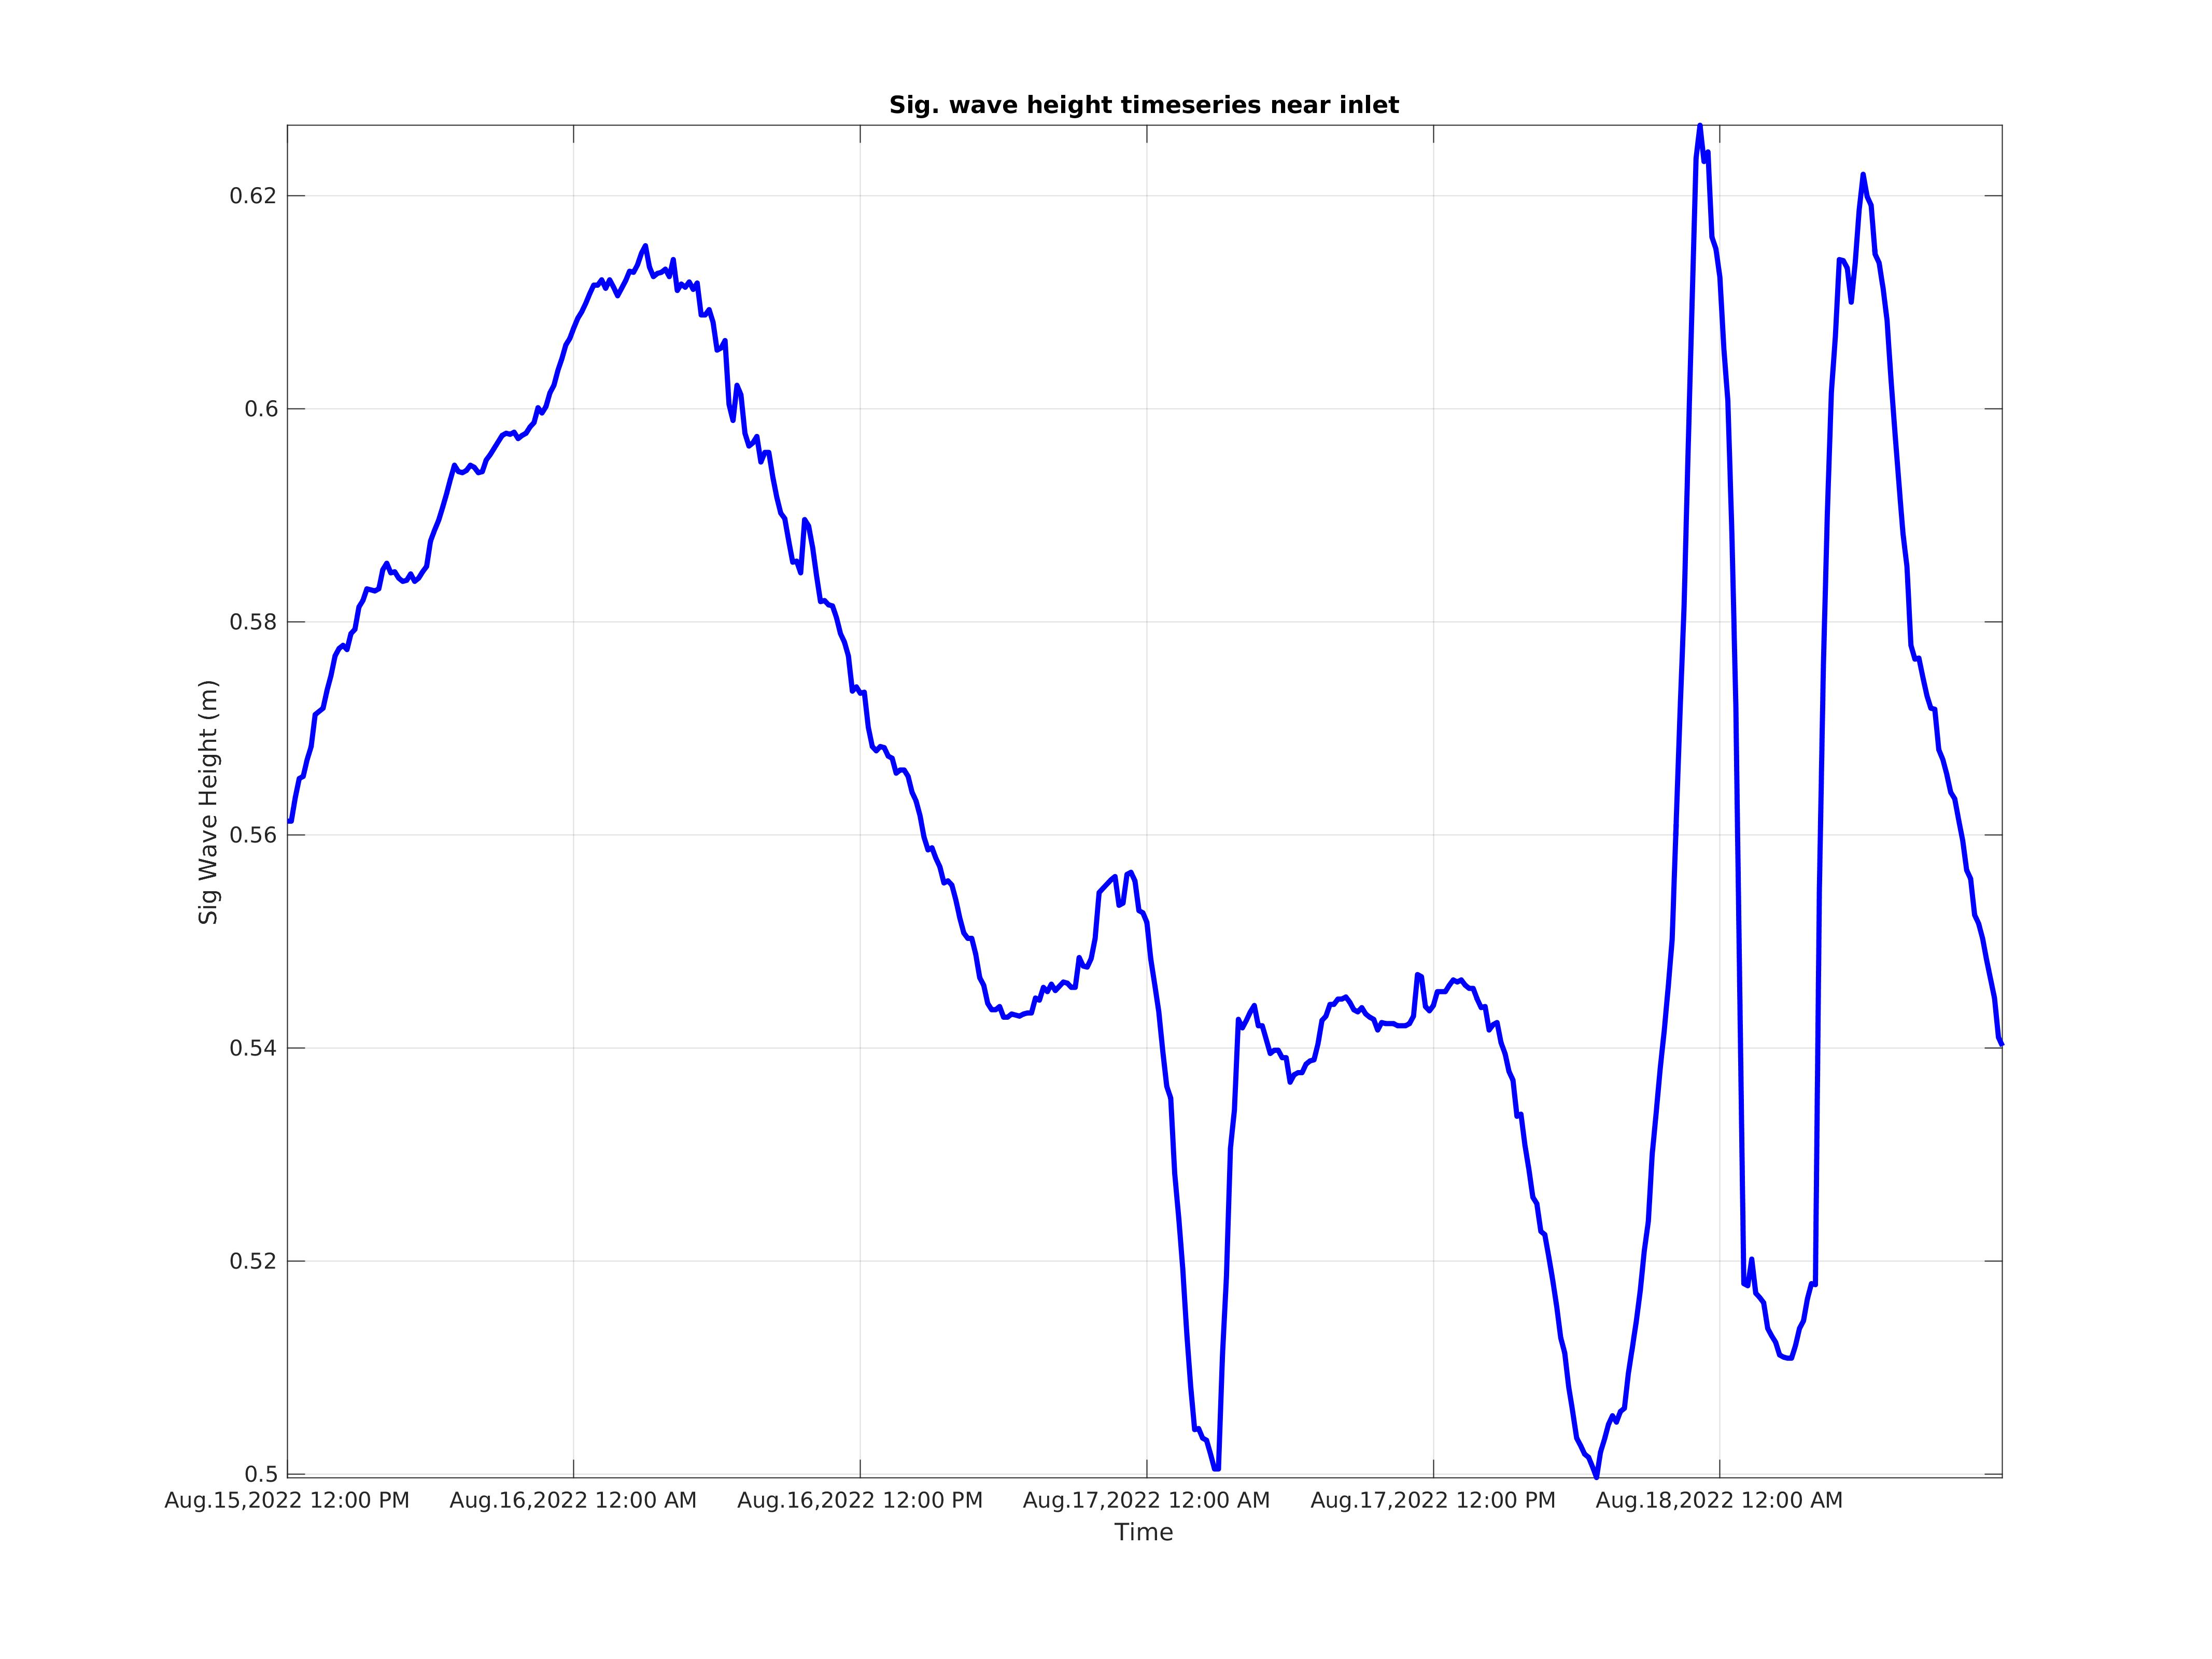 Sig. wave height timeseries near inlet
0.62
0.6
0.58
0.56
0.54
0.52
0.5
Sig Wave Height (m)
Aug.15,2022 12:00 PM
Aug.16,2022 12:00 AM
Aug.16,2022 12:00 PM
Aug.17,2022 12:00 AM
Aug.17,2022 12:00 PM
Aug.18,2022 12:00 AM
Time